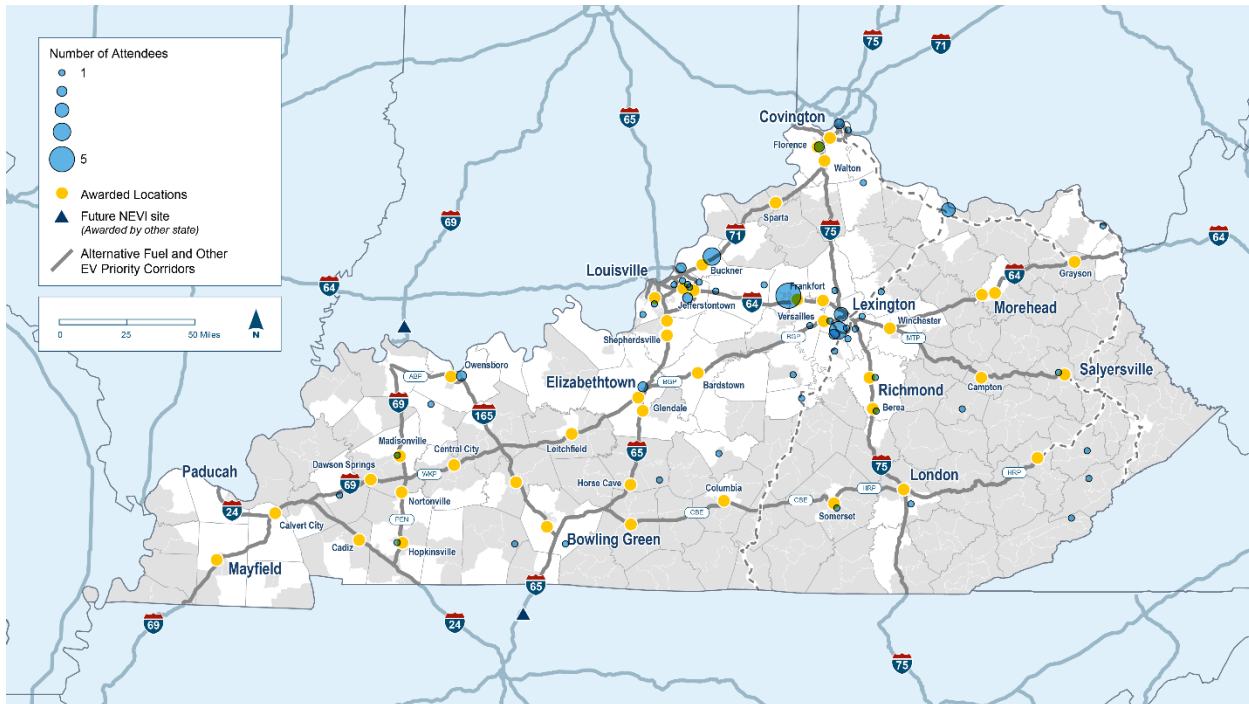 Number of Attendees
1
5
Awarded Locations
Future NEVI site
(Awarded by other state)
Alternative Fuel and Other
EV Priority Corridors
0
25
50 Miles
N
75
71
65
Covington
Florence
Walton
69
Sparta
71
75
64
64
Louisville
Buckner
Grayson
64
64
Jefferstontown
64
Frankfort
Lexington
Morehead
Versailles
Winchester
Shepherdsville
BGP
MTP
Owensboro
ABP
Elizabethtown
BGP
Bardstown
Richmond
Campton
Salyersville
69
165
Glendale
Berea
Madisonville
Central City
Leitchfield
65
Paducah
Dawson Springs
WKP
75
London
HRP
69
Horse Cave
Columbia
HRP
24
Nortonville
CBE
Calvert City
CBE
Somerset
PEN
Bowling Green
Cadiz
Hopkinsville
Mayfield
65
69
24
75